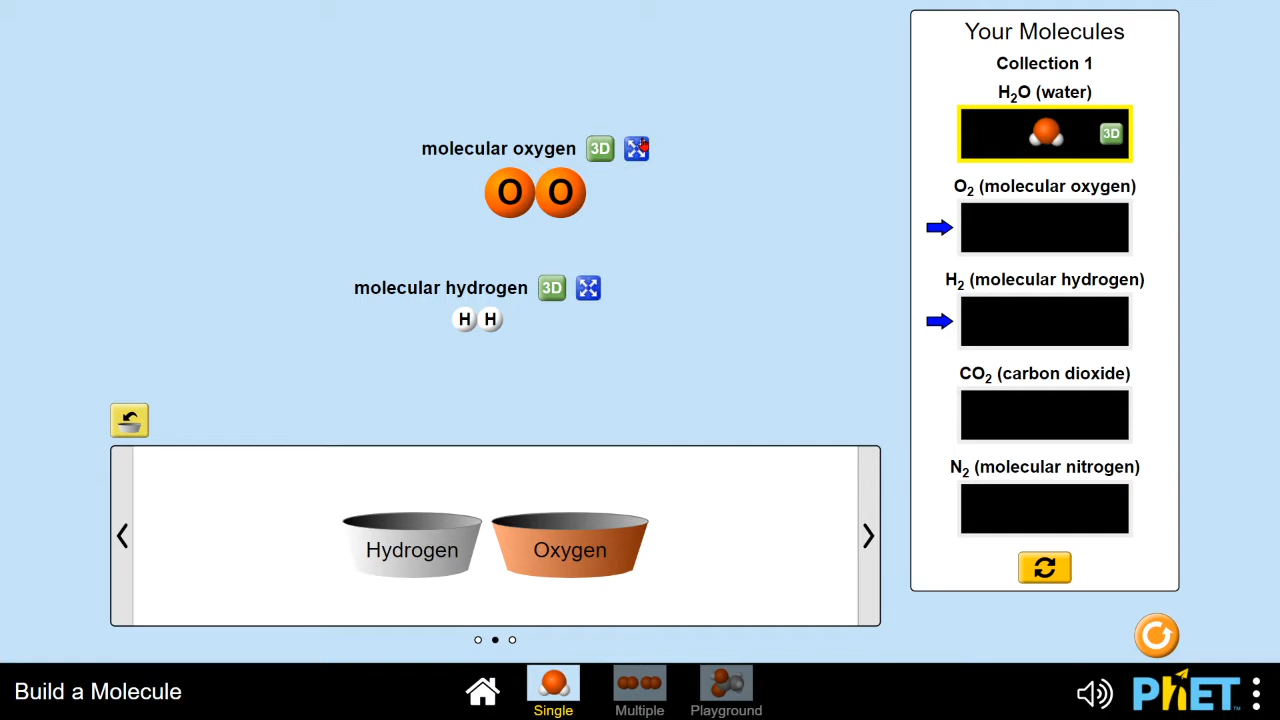 Your Molecules
Collection 1
H₂O (water)
3D
O₂ (molecular oxygen)
H₂ (molecular hydrogen)
CO₂ (carbon dioxide)
N₂ (molecular nitrogen)
molecular oxygen 3D
O O
molecular hydrogen 3D
H H
Hydrogen Oxygen
Build a Molecule
Single Multiple Playground
PhET